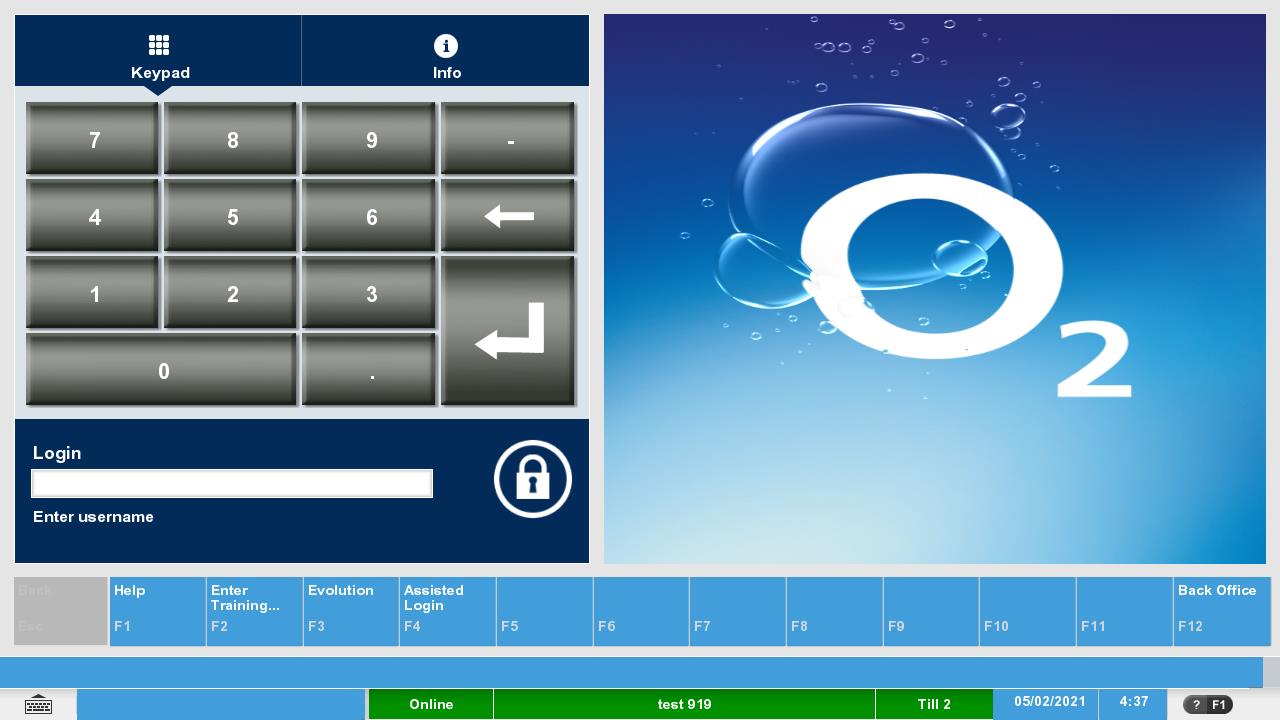 Keypad
Info
7 8 9 -
4 5 6
1 2 3
0 .
Login
Enter username
O2
Back
Help
Enter Training...
Evolution
Assisted Login
Back Office
Esc
F1
F2
F3
F4
F5
F6
F7
F8
F9
F10
F11
F12
Online
test 919
Till 2
05/02/2021
4:37
? F1